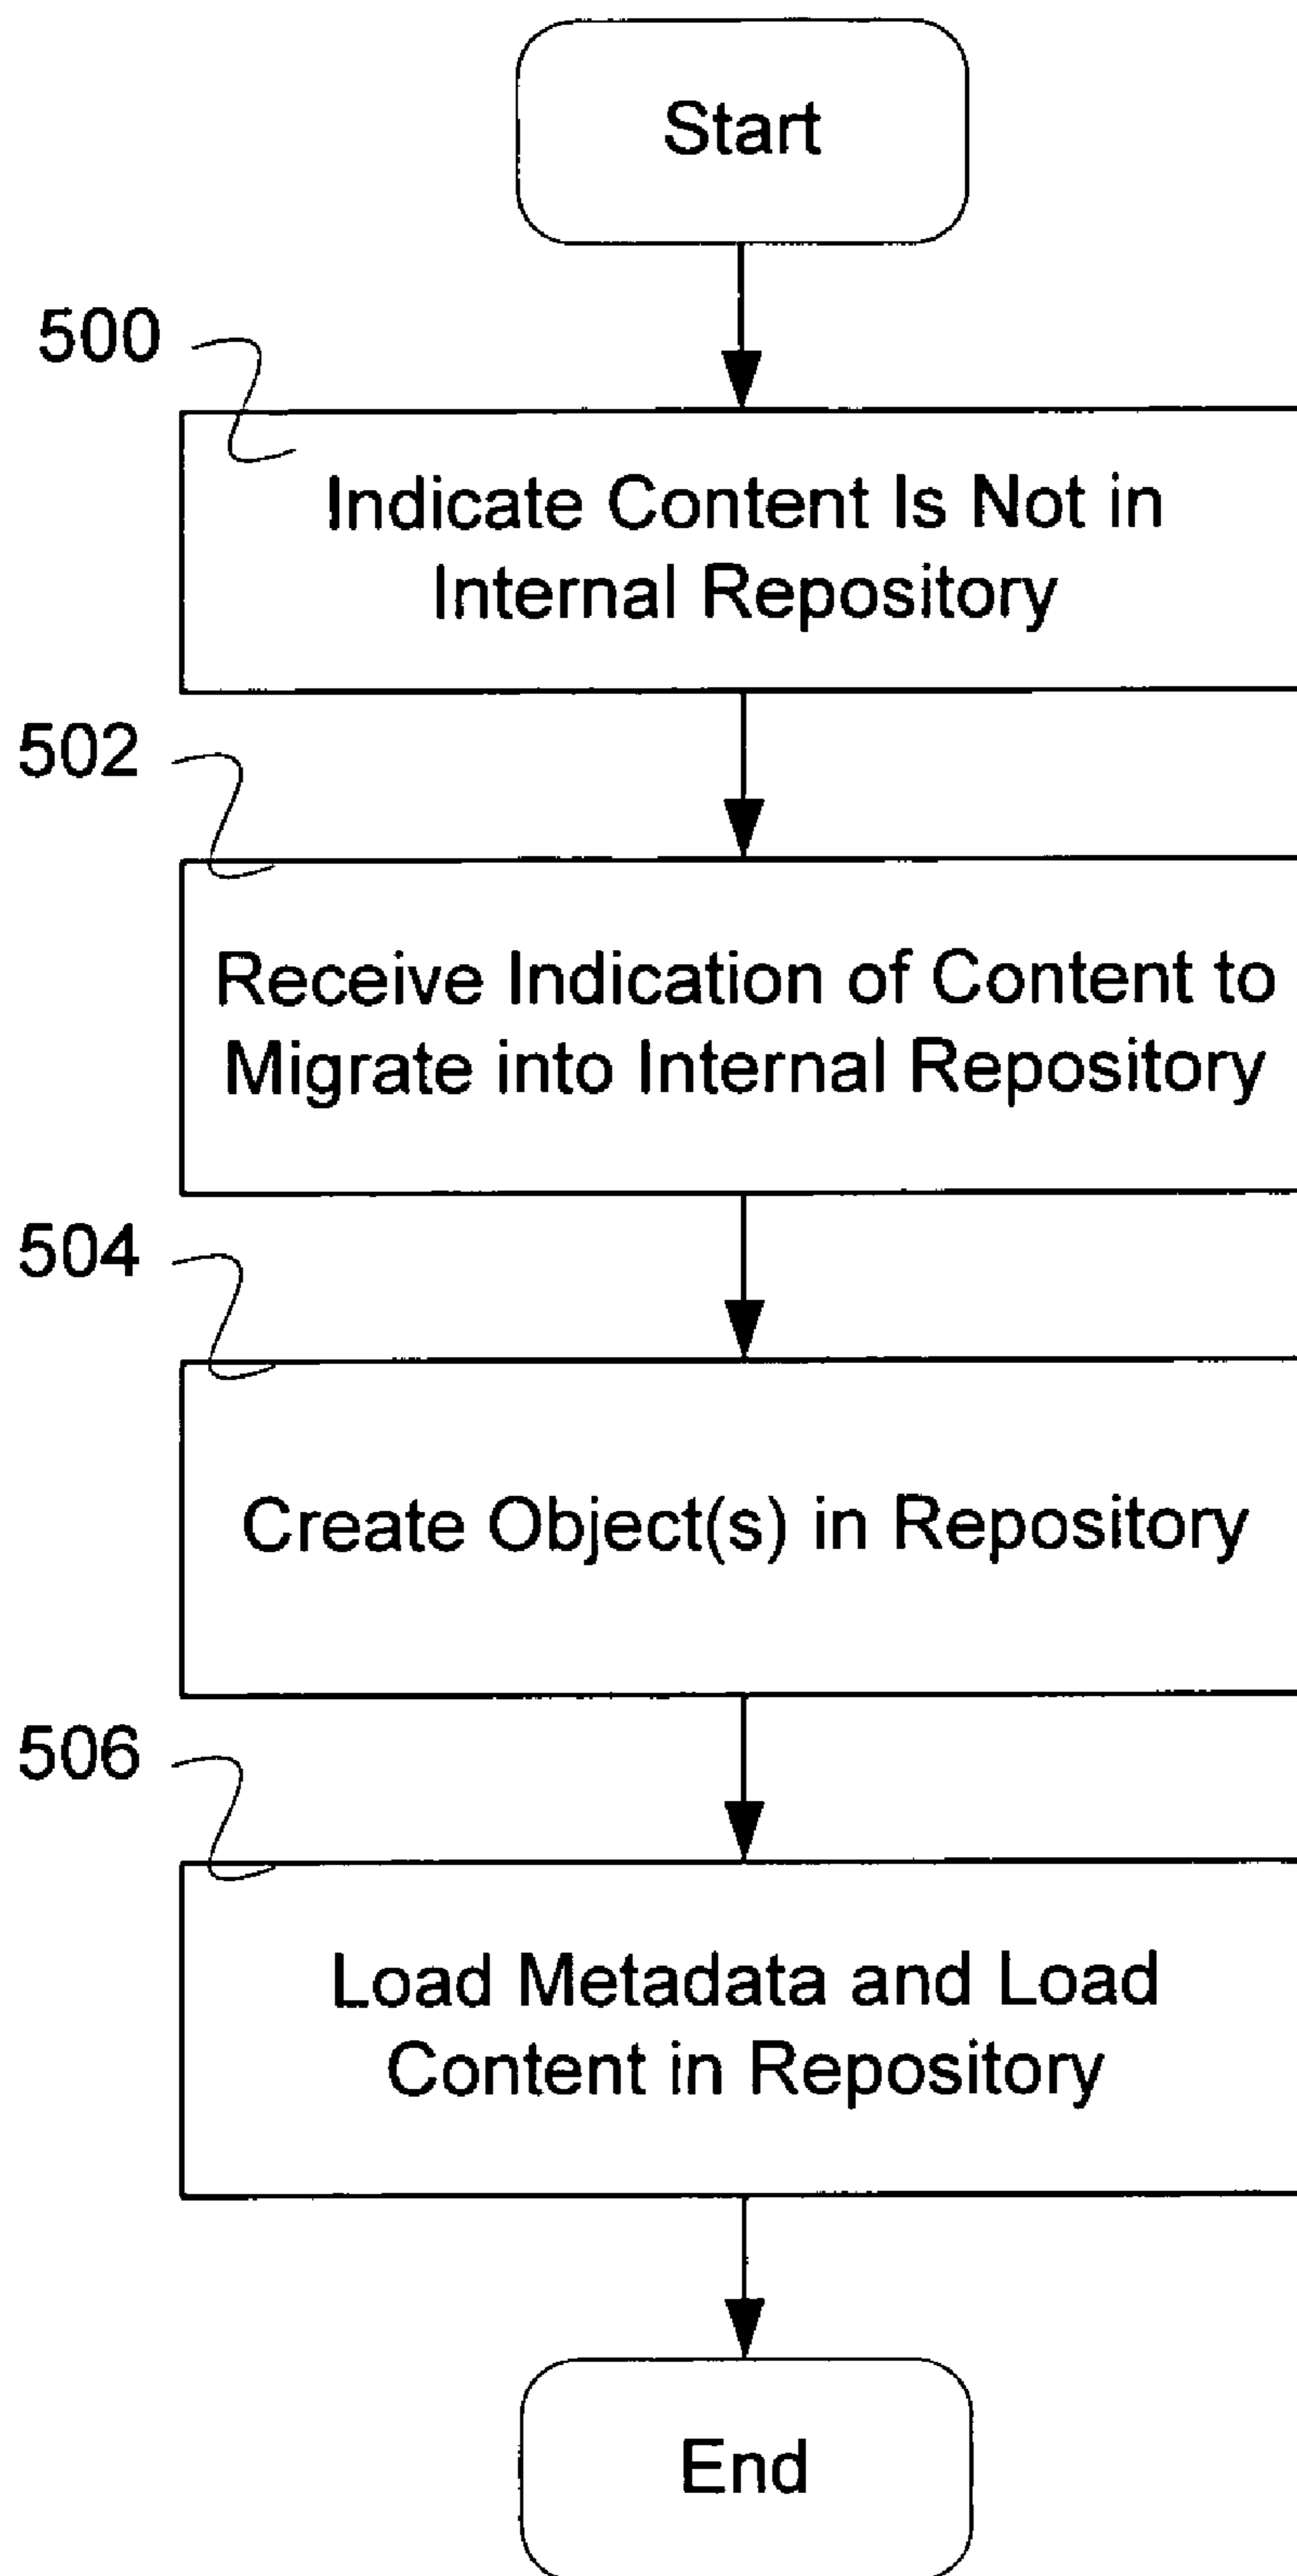 Start
500
Indicate Content Is Not in
Internal Repository
502
Receive Indication of Content to
Migrate into Internal Repository
504
Create Object(s) in Repository
506
Load Metadata and Load
Content in Repository
End